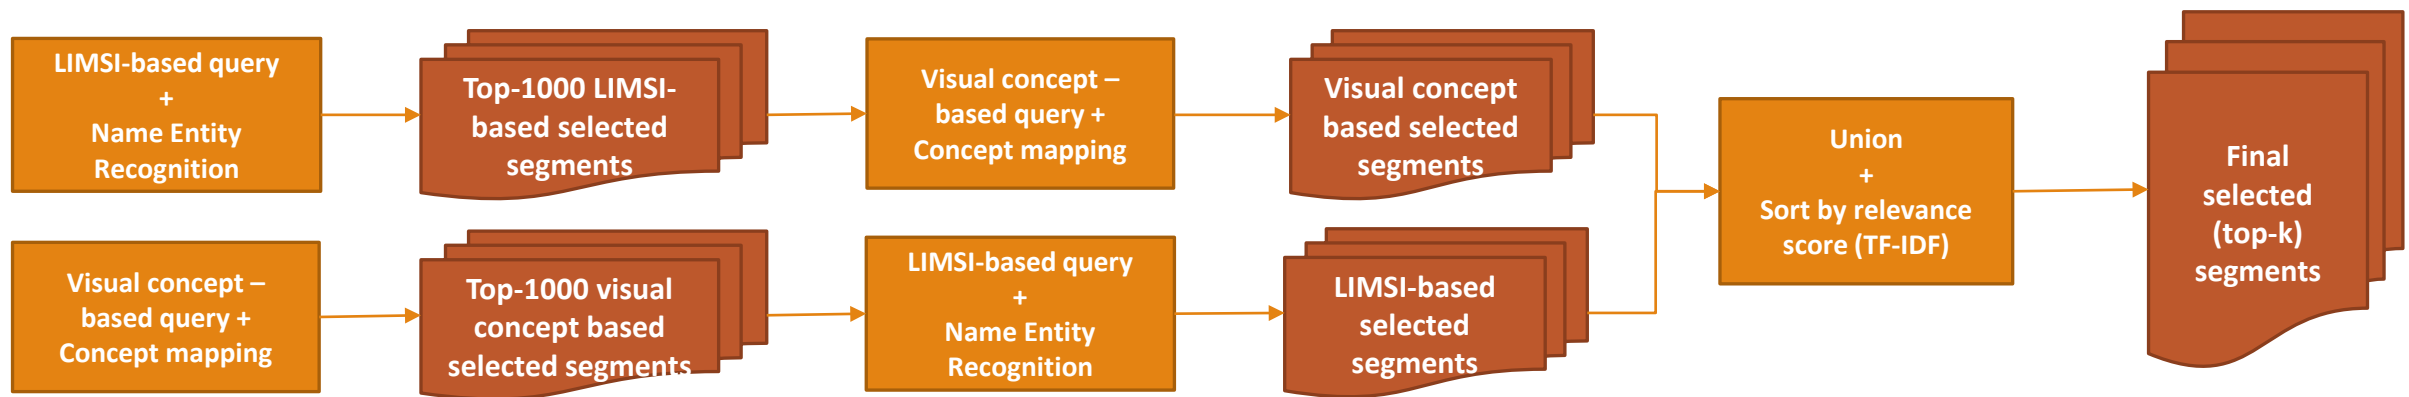 LIMSI-based query
+
Name Entity
Recognition
Top-1000 LIMSI-
based selected
segments
Visual concept –
based query +
Concept mapping
Visual concept
based selected
segments
Visual concept –
based query +
Concept mapping
Top-1000 visual
concept based
selected segments
LIMSI-based query
+
Name Entity
Recognition
LIMSI-based
selected
segments
Union
+
Sort by relevance
score (TF-IDF)
Final
selected
(top-k)
segments